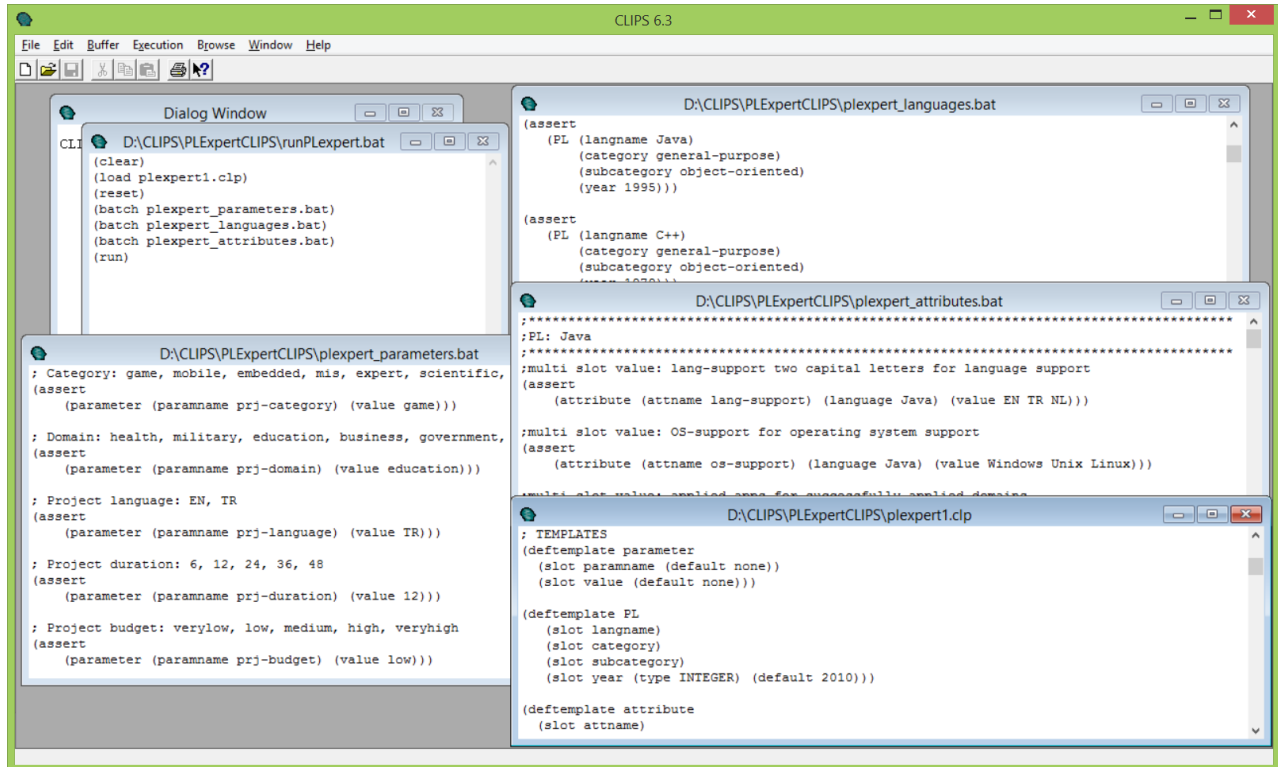 CLIPS 6.3
File Edit Buffer Execution Browse Window Help
Dialog Window
CLI
D:\CLIPS\PLExpertCLIPS\runPLexpert.bat
(clear)
(load plexpert1.clp)
(reset)
(batch plexpert_parameters.bat)
(batch plexpert_languages.bat)
(batch plexpert_attributes.bat)
(run)
D:\CLIPS\PLExpertCLIPS\plexpert_parameters.bat
; Category: game, mobile, embedded, mis, expert, scientific,
(assert
    (parameter (paramname prj-category) (value game)))
; Domain: health, military, education, business, government,
(assert
    (parameter (paramname prj-domain) (value education)))
; Project language: EN, TR
(assert
    (parameter (paramname prj-language) (value TR)))
; Project duration: 6, 12, 24, 36, 48
(assert
    (parameter (paramname prj-duration) (value 12)))
; Project budget: verylow, low, medium, high, veryhigh
(assert
    (parameter (paramname prj-budget) (value low)))
D:\CLIPS\PLExpertCLIPS\plexpert_languages.bat
(assert
   (PL (langname Java)
       (category general-purpose)
       (subcategory object-oriented)
       (year 1995)))
(assert
   (PL (langname C++)
       (category general-purpose)
       (subcategory object-oriented)
D:\CLIPS\PLExpertCLIPS\plexpert_attributes.bat
;*****************************************************************************************
;PL: Java
;*****************************************************************************************
;multi slot value: lang-support two capital letters for language support
(assert
    (attribute (attname lang-support) (language Java) (value EN TR NL)))
;multi slot value: OS-support for operating system support
(assert
    (attribute (attname os-support) (language Java) (value Windows Unix Linux)))
;multi slot value: applied apps for successfully applied domains
D:\CLIPS\PLExpertCLIPS\plexpert1.clp
; TEMPLATES
(deftemplate parameter
  (slot paramname (default none))
  (slot value (default none)))
(deftemplate PL
   (slot langname)
   (slot category)
   (slot subcategory)
   (slot year (type INTEGER) (default 2010)))
(deftemplate attribute
  (slot attname)